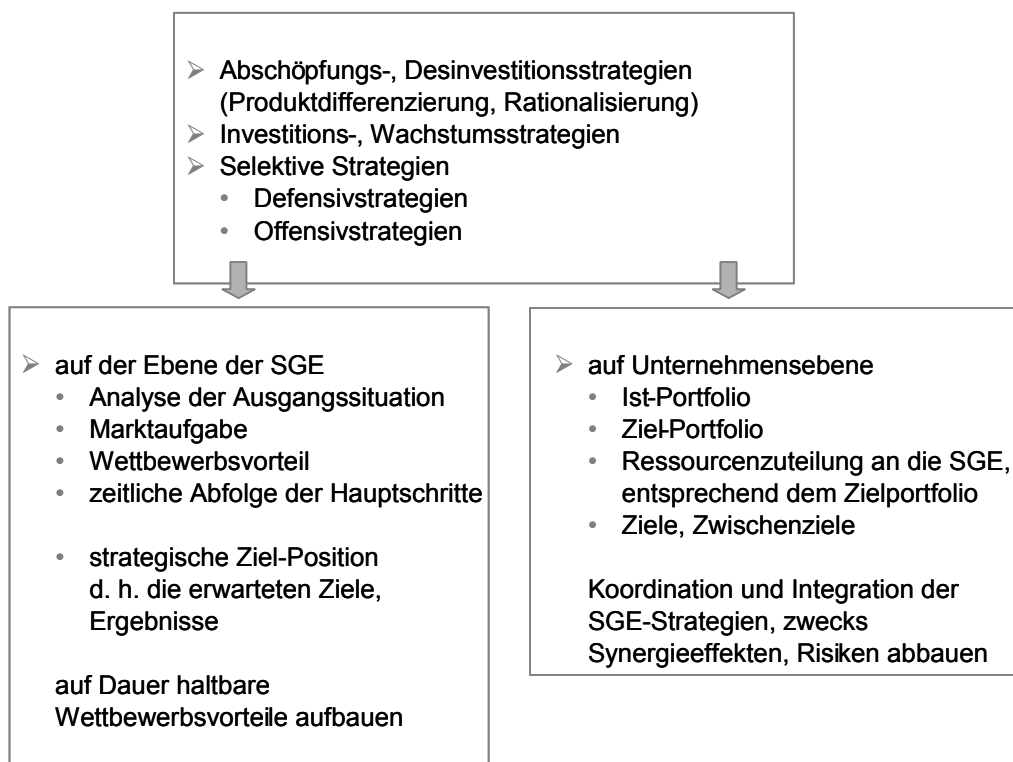 ➢ Abschöpfungs-, Desinvestitionsstrategien
(Produktdifferenzierung, Rationalisierung)
➢ Investitions-, Wachstumsstrategien
➢ Selektive Strategien
• Defensivstrategien
• Offensivstrategien
➢ auf der Ebene der SGE
• Analyse der Ausgangssituation
• Marktaufgabe
• Wettbewerbsvorteil
• zeitliche Abfolge der Hauptschritte
• strategische Ziel-Position
d. h. die erwarteten Ziele,
Ergebnisse
auf Dauer haltbare
Wettbewerbsvorteile aufbauen
➢ auf Unternehmensebene
• Ist-Portfolio
• Ziel-Portfolio
• Ressourcenzuteilung an die SGE,
entsprechend dem Zielportfolio
• Ziele, Zwischenziele
Koordination und Integration der
SGE-Strategien, zwecks
Synergieeffekten, Risiken abbauen